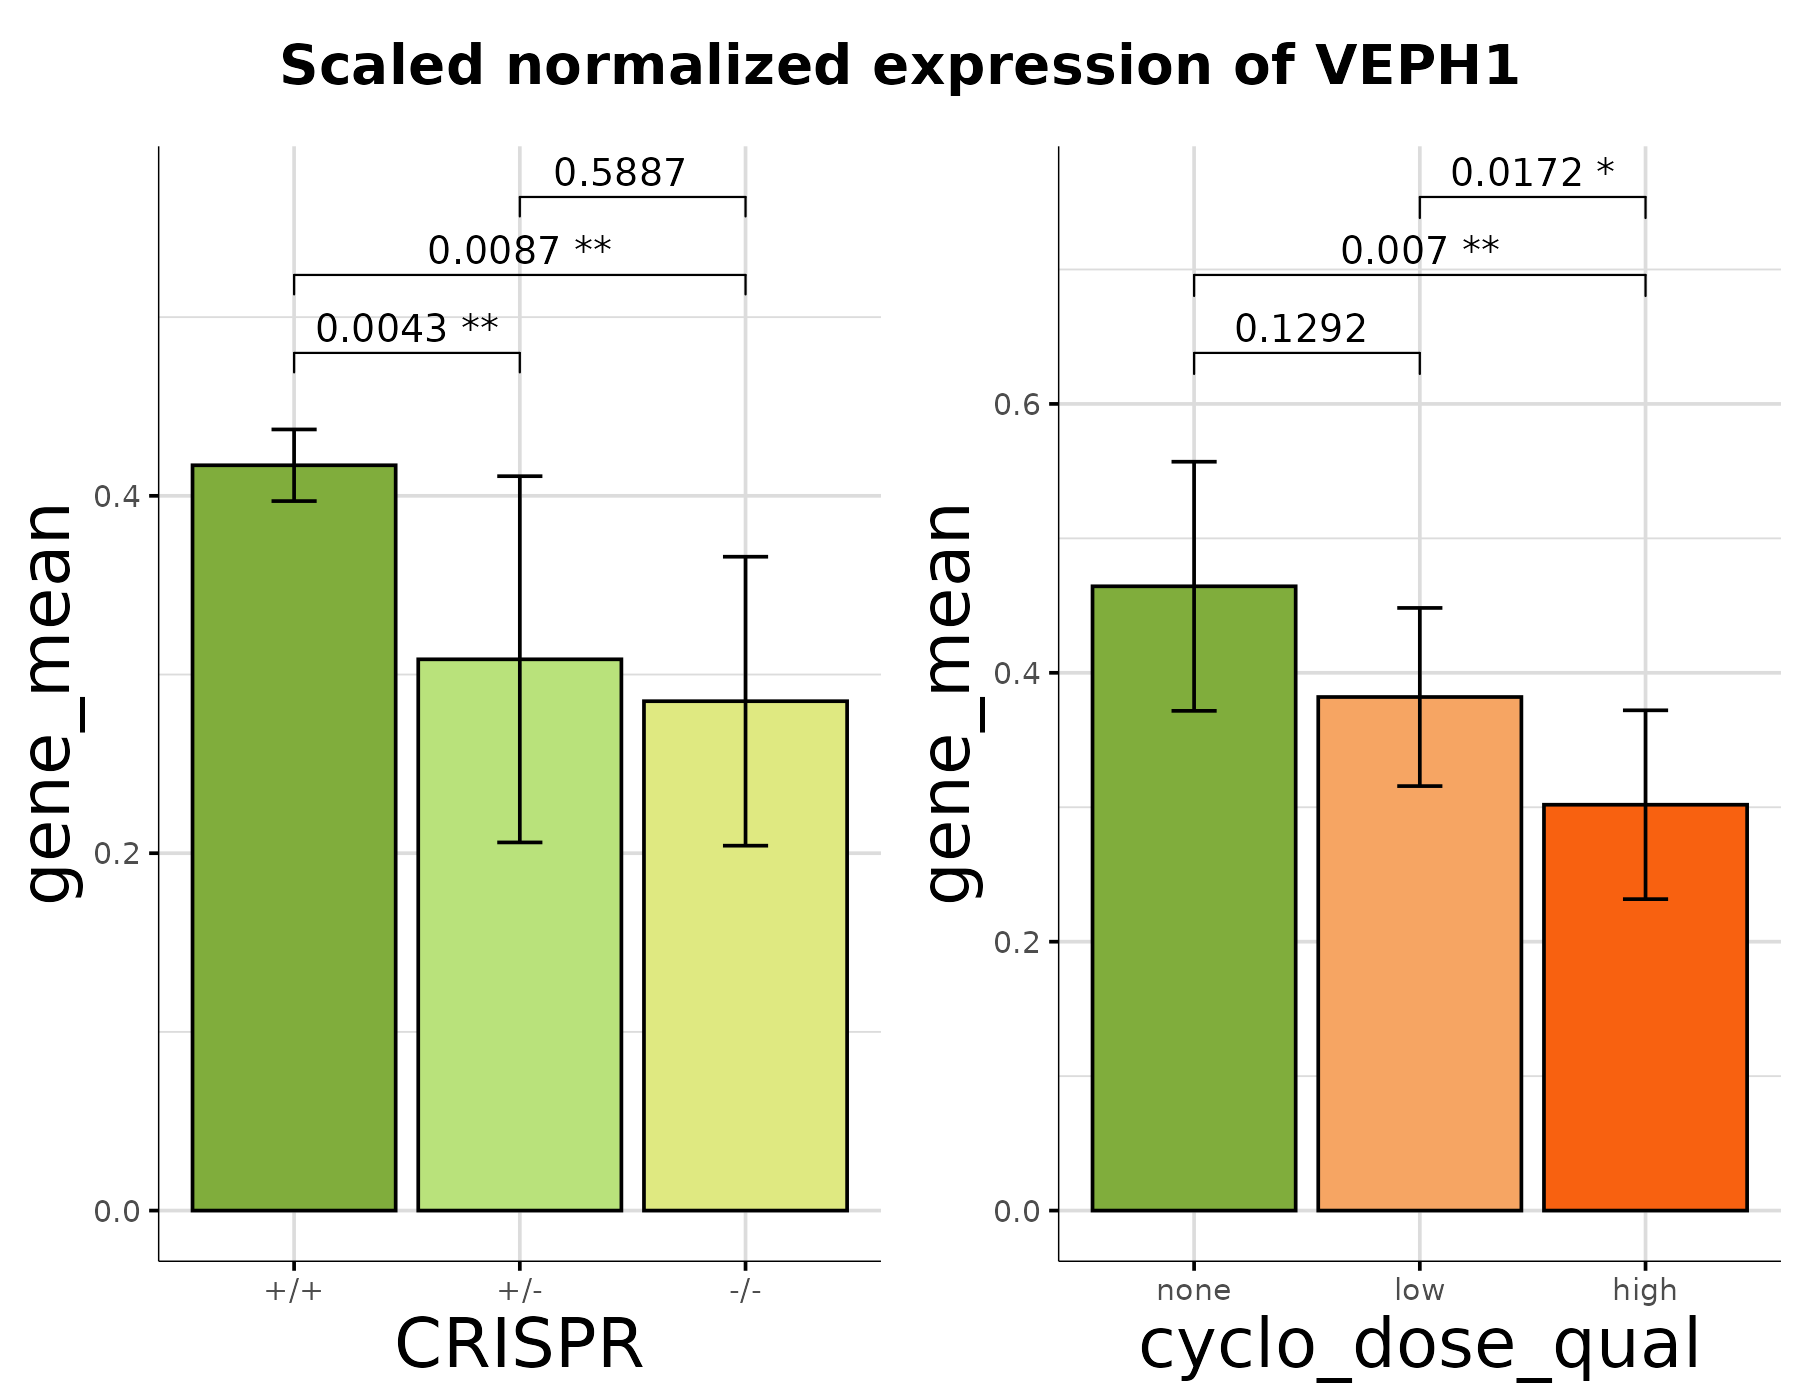 Scaled normalized expression of VEPH1
0.5887
0.0087 **
0.0043 **
gene_mean
0.4
0.2
0.0
+/+ +/- -/-
CRISPR
0.0172 *
0.007 **
0.1292
gene_mean
0.6
0.4
0.2
0.0
none low high
cyclo_dose_qual